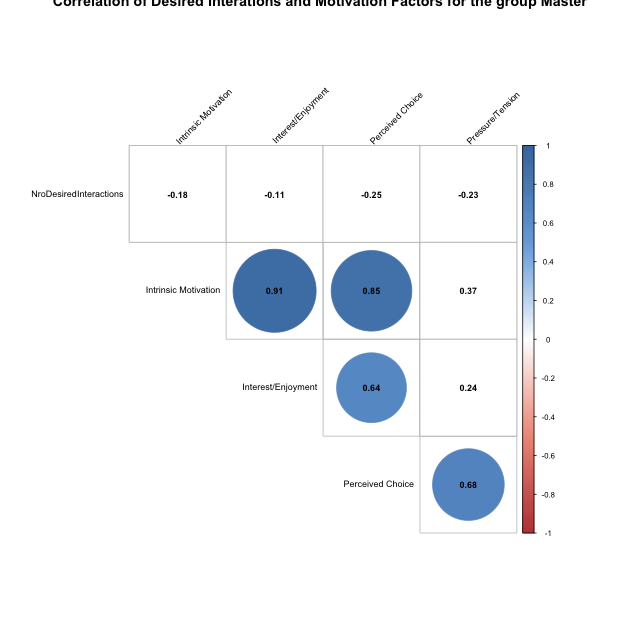 Correlation of Desired Interations and Motivation Factors for the group Master
Intrinsic Motivation
Interest/Enjoyment
Perceived Choice
Pressure/Tension
NroDesiredInteractions
-0.18
-0.11
-0.25
-0.23
Intrinsic Motivation
0.91
0.85
0.37
Interest/Enjoyment
0.64
0.24
Perceived Choice
0.68
1
0.8
0.6
0.4
0.2
0
-0.2
-0.4
-0.6
-0.8
-1